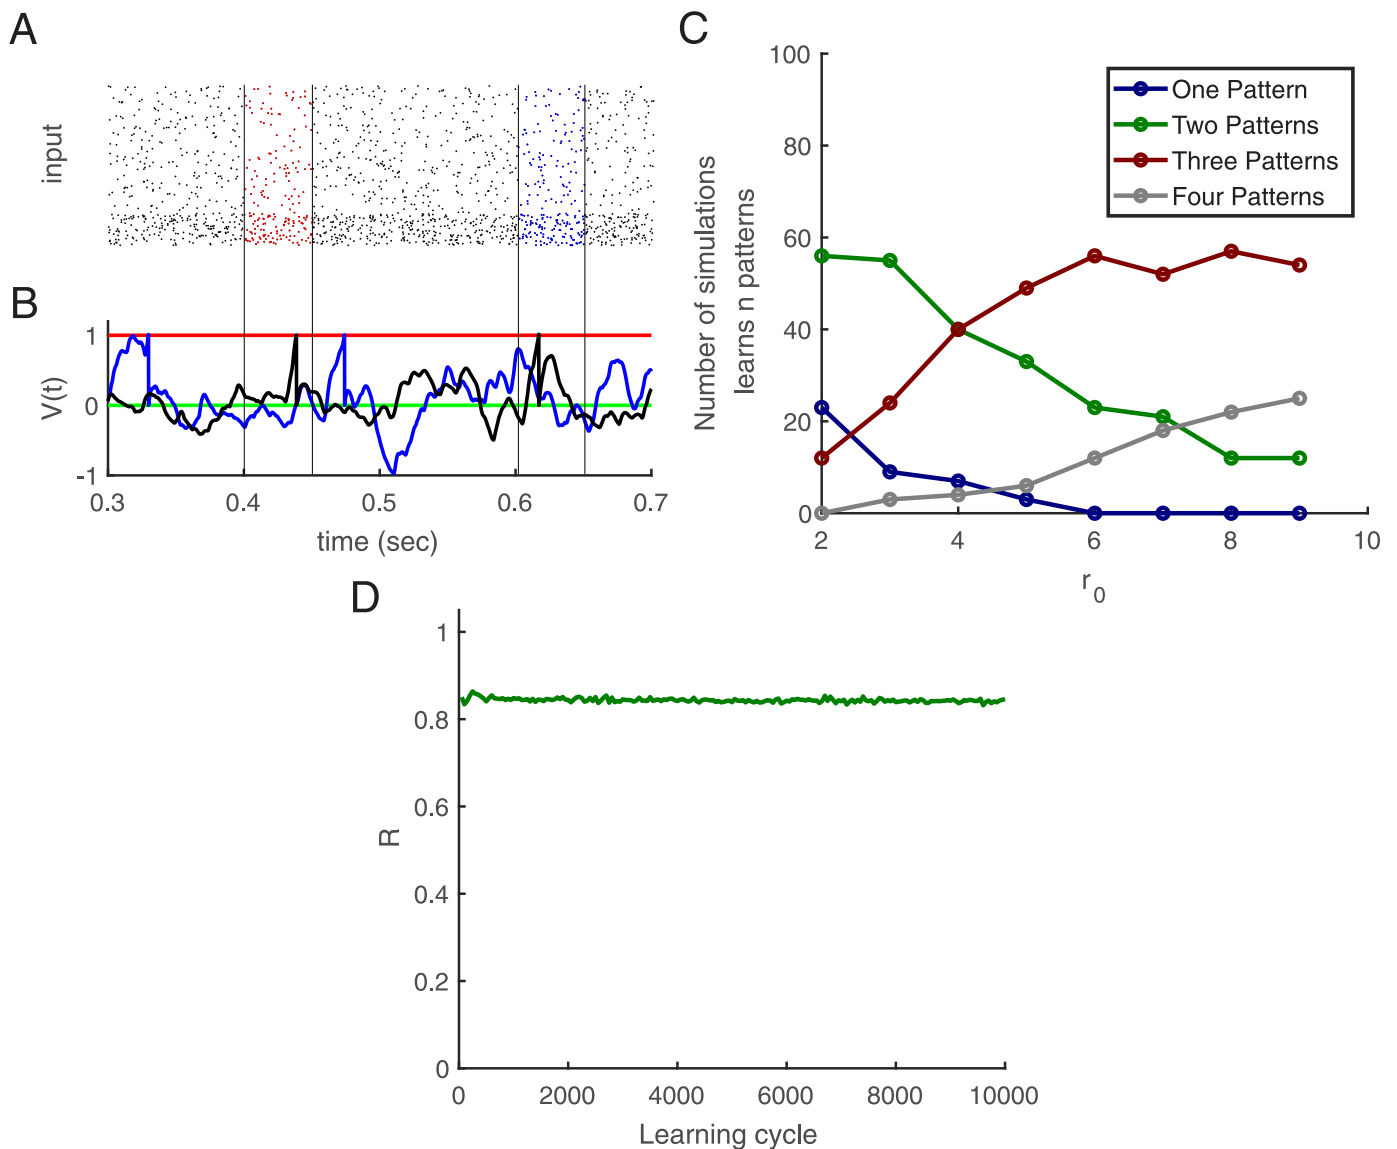 A
input
B
V(t)
1
0
-1
0.3
0.4
0.5
0.6
0.7
time (sec)
C
Number of simulations
learns n patterns
100
80
60
40
20
0
2
4
6
8
10
r0
One Pattern
Two Patterns
Three Patterns
Four Patterns
D
R
1
0.8
0.6
0.4
0.2
0
0
2000
4000
6000
8000
10000
Learning cycle